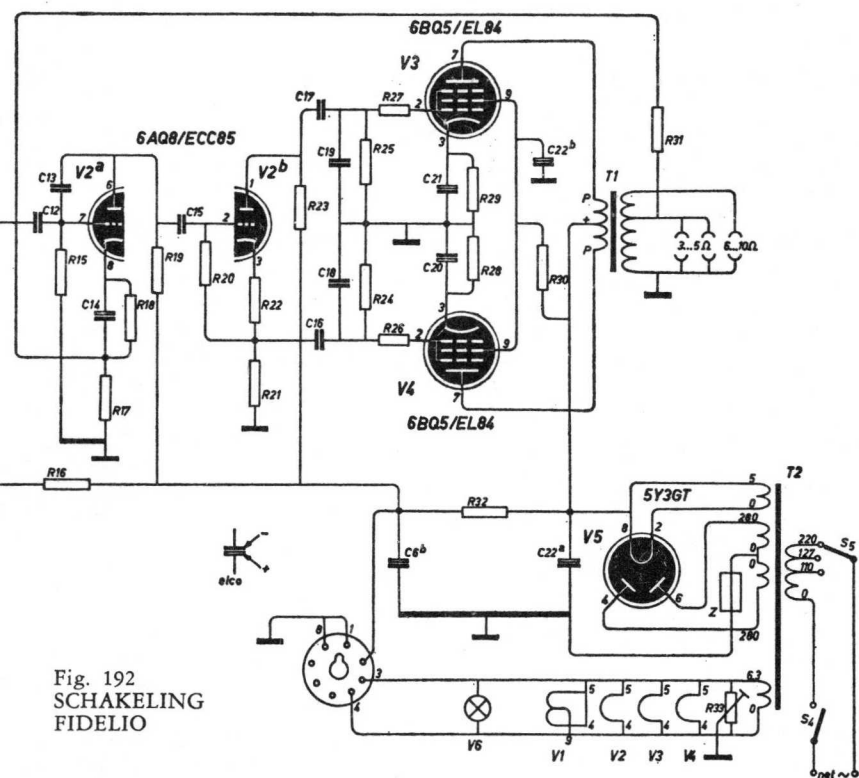 6BQ5/EL84
V3
7
9
2
3
C17
R27
C19
R25
C21
R29
C22b
T1
R31
6AQ8/ECC85
V2a
V2b
C13
C12
6
7
8
R15
C14
R18
R17
R19
C15
1
2
3
R20
R22
R21
R23
C18
R24
C16
R26
C20
R28
R30
P
+
P
3...5 Ω
6...10Ω
3
2
9
V4
7
6BQ5/EL84
R16
R32
C6b
C22a
5Y3GT
V5
8
2
4
6
T2
5
0
280
0
0
280
Z
220
127
110
0
S5
-
+
elco
8
1
3
4
Fig. 192
SCHAKELING
FIDELIO
V6
5
4
9
V1
5
4
V2
5
4
V3
5
4
V4
R33
6,3
0
S4
net ~